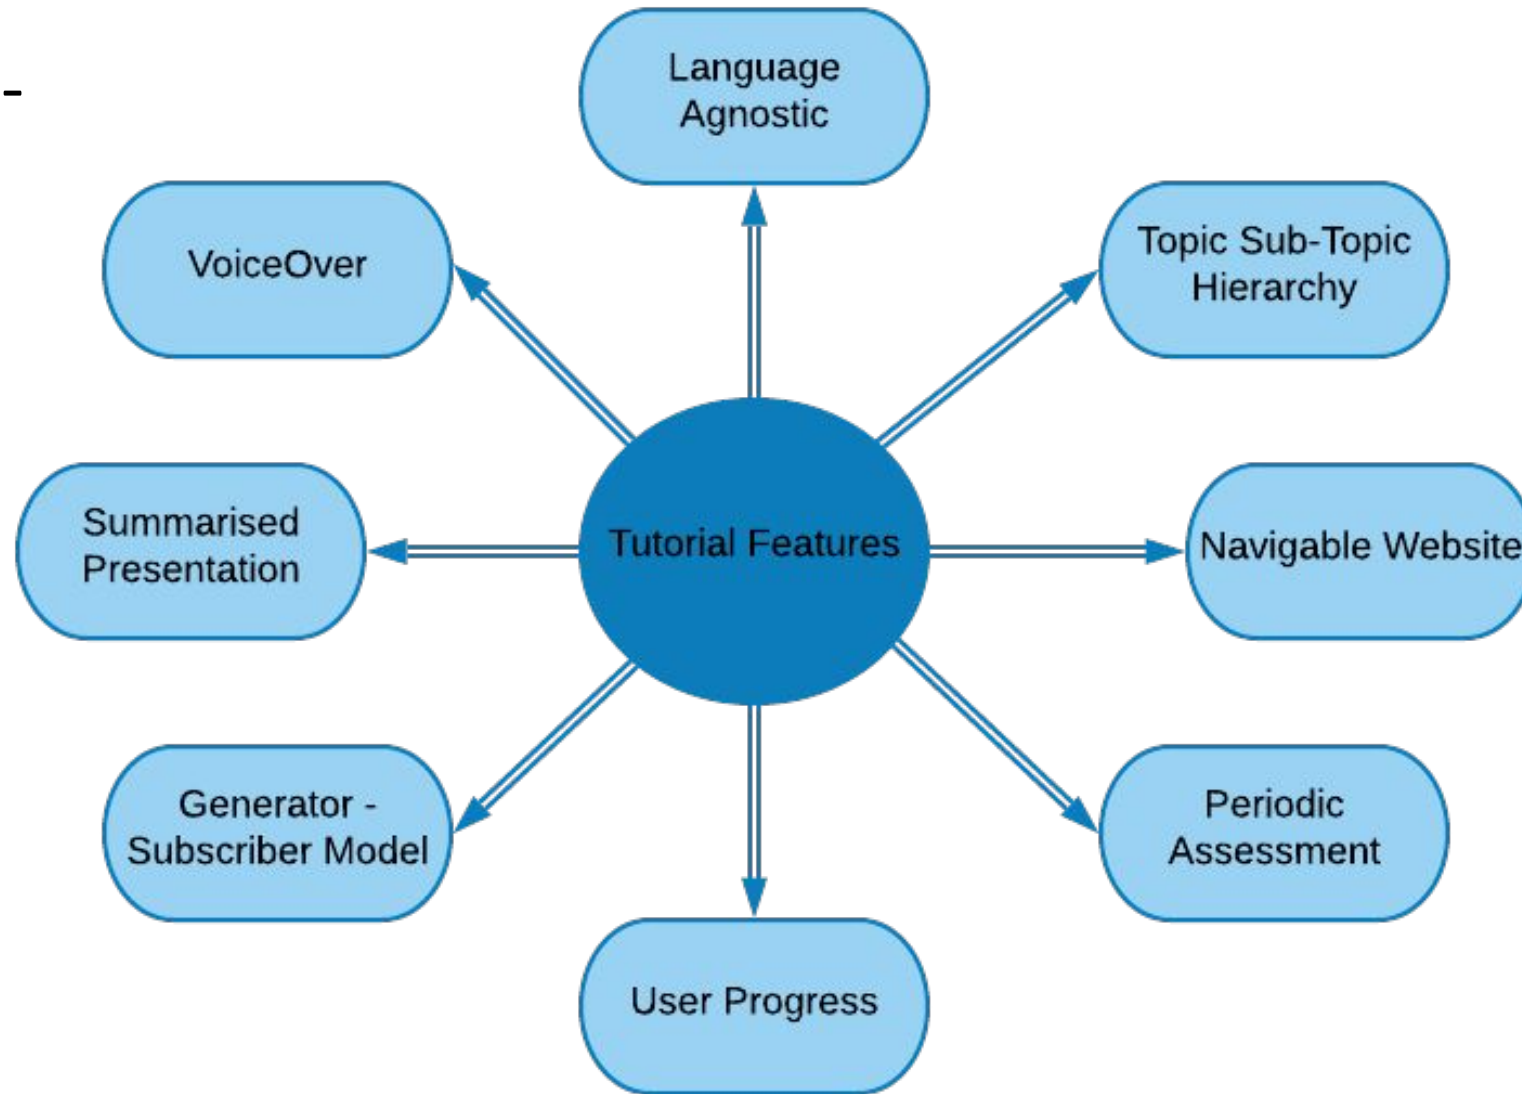 -
Language
Agnostic
VoiceOver
Topic Sub-Topic
Hierarchy
Summarised
Presentation
Tutorial Features
Navigable Website
Generator -
Subscriber Model
Periodic
Assessment
User Progress